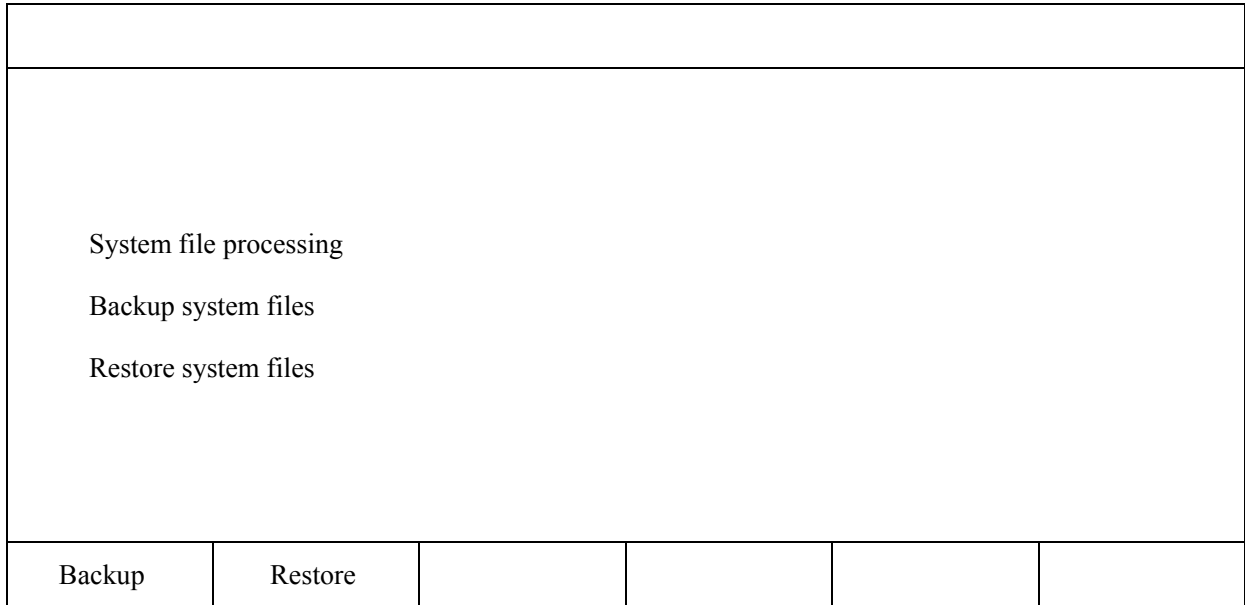 System file processing
Backup system files
Restore system files
Backup Restore